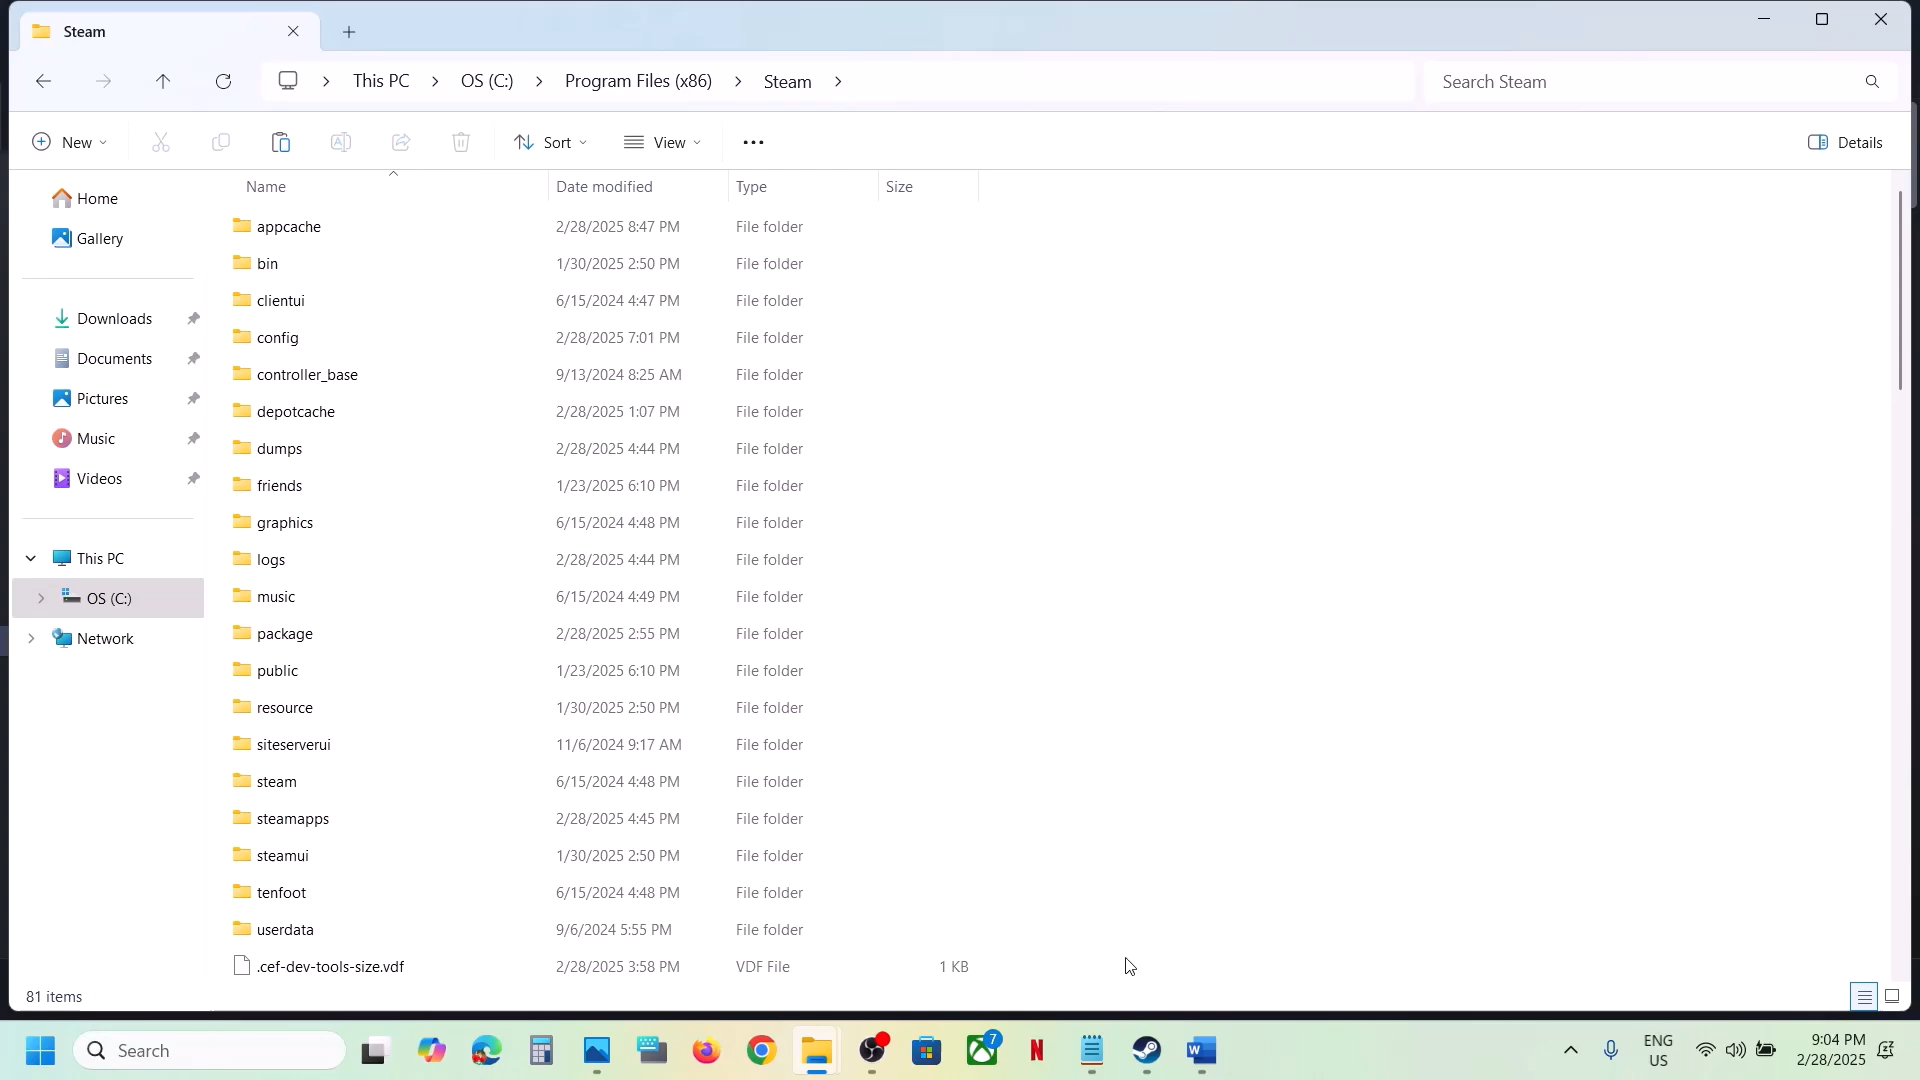 Steam
This PC
OS (C:)
Program Files (x86)
Steam
Search Steam
New
Sort
View
Details
Name
Date modified
Type
Size
Home
Gallery
Downloads
Documents
Pictures
Music
Videos
This PC
OS (C:)
Network
appcache 2/28/2025 8:47 PM File folder
bin 1/30/2025 2:50 PM File folder
clientui 6/15/2024 4:47 PM File folder
config 2/28/2025 7:01 PM File folder
controller_base 9/13/2024 8:25 AM File folder
depotcache 2/28/2025 1:07 PM File folder
dumps 2/28/2025 4:44 PM File folder
friends 1/23/2025 6:10 PM File folder
graphics 6/15/2024 4:48 PM File folder
logs 2/28/2025 4:44 PM File folder
music 6/15/2024 4:49 PM File folder
package 2/28/2025 2:55 PM File folder
public 1/23/2025 6:10 PM File folder
resource 1/30/2025 2:50 PM File folder
siteserverui 11/6/2024 9:17 AM File folder
steam 6/15/2024 4:48 PM File folder
steamapps 2/28/2025 4:45 PM File folder
steamui 1/30/2025 2:50 PM File folder
tenfoot 6/15/2024 4:48 PM File folder
userdata 9/6/2024 5:55 PM File folder
.cef-dev-tools-size.vdf 2/28/2025 3:58 PM VDF File 1 KB
81 items
Search
7
N
W
ENG
US
9:04 PM
2/28/2025